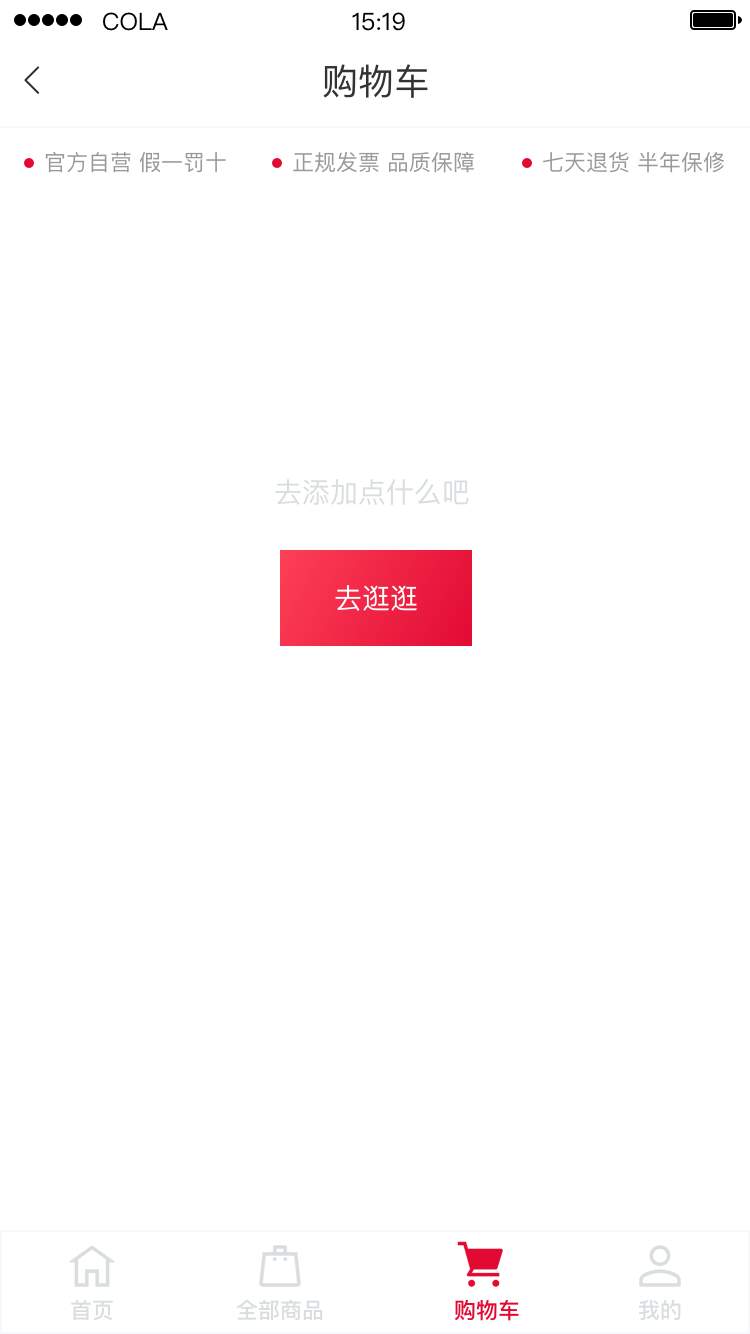 COLA 15:19
购物车
官方自营 假一罚十 正规发票 品质保障 七天退货 半年保修
去添加点什么吧
去逛逛
首页 全部商品 购物车 我的